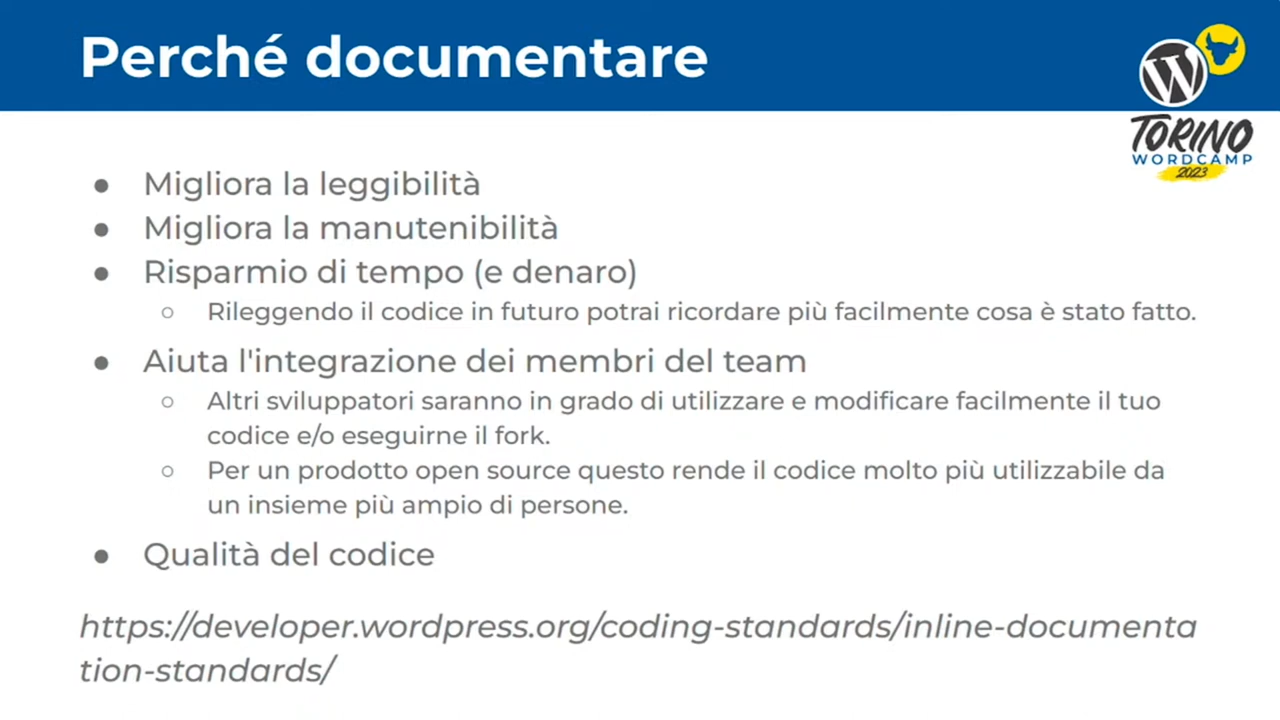 Perché documentare
TORINO
WORDCAMP
2023
● Migliora la leggibilità
● Migliora la manutenibilità
● Risparmio di tempo (e denaro)
○ Rileggendo il codice in futuro potrai ricordare più facilmente cosa è stato fatto.
● Aiuta l'integrazione dei membri del team
○ Altri sviluppatori saranno in grado di utilizzare e modificare facilmente il tuo
codice e/o eseguirne il fork.
○ Per un prodotto open source questo rende il codice molto più utilizzabile da
un insieme più ampio di persone.
● Qualità del codice
https://developer.wordpress.org/coding-standards/inline-documenta
tion-standards/